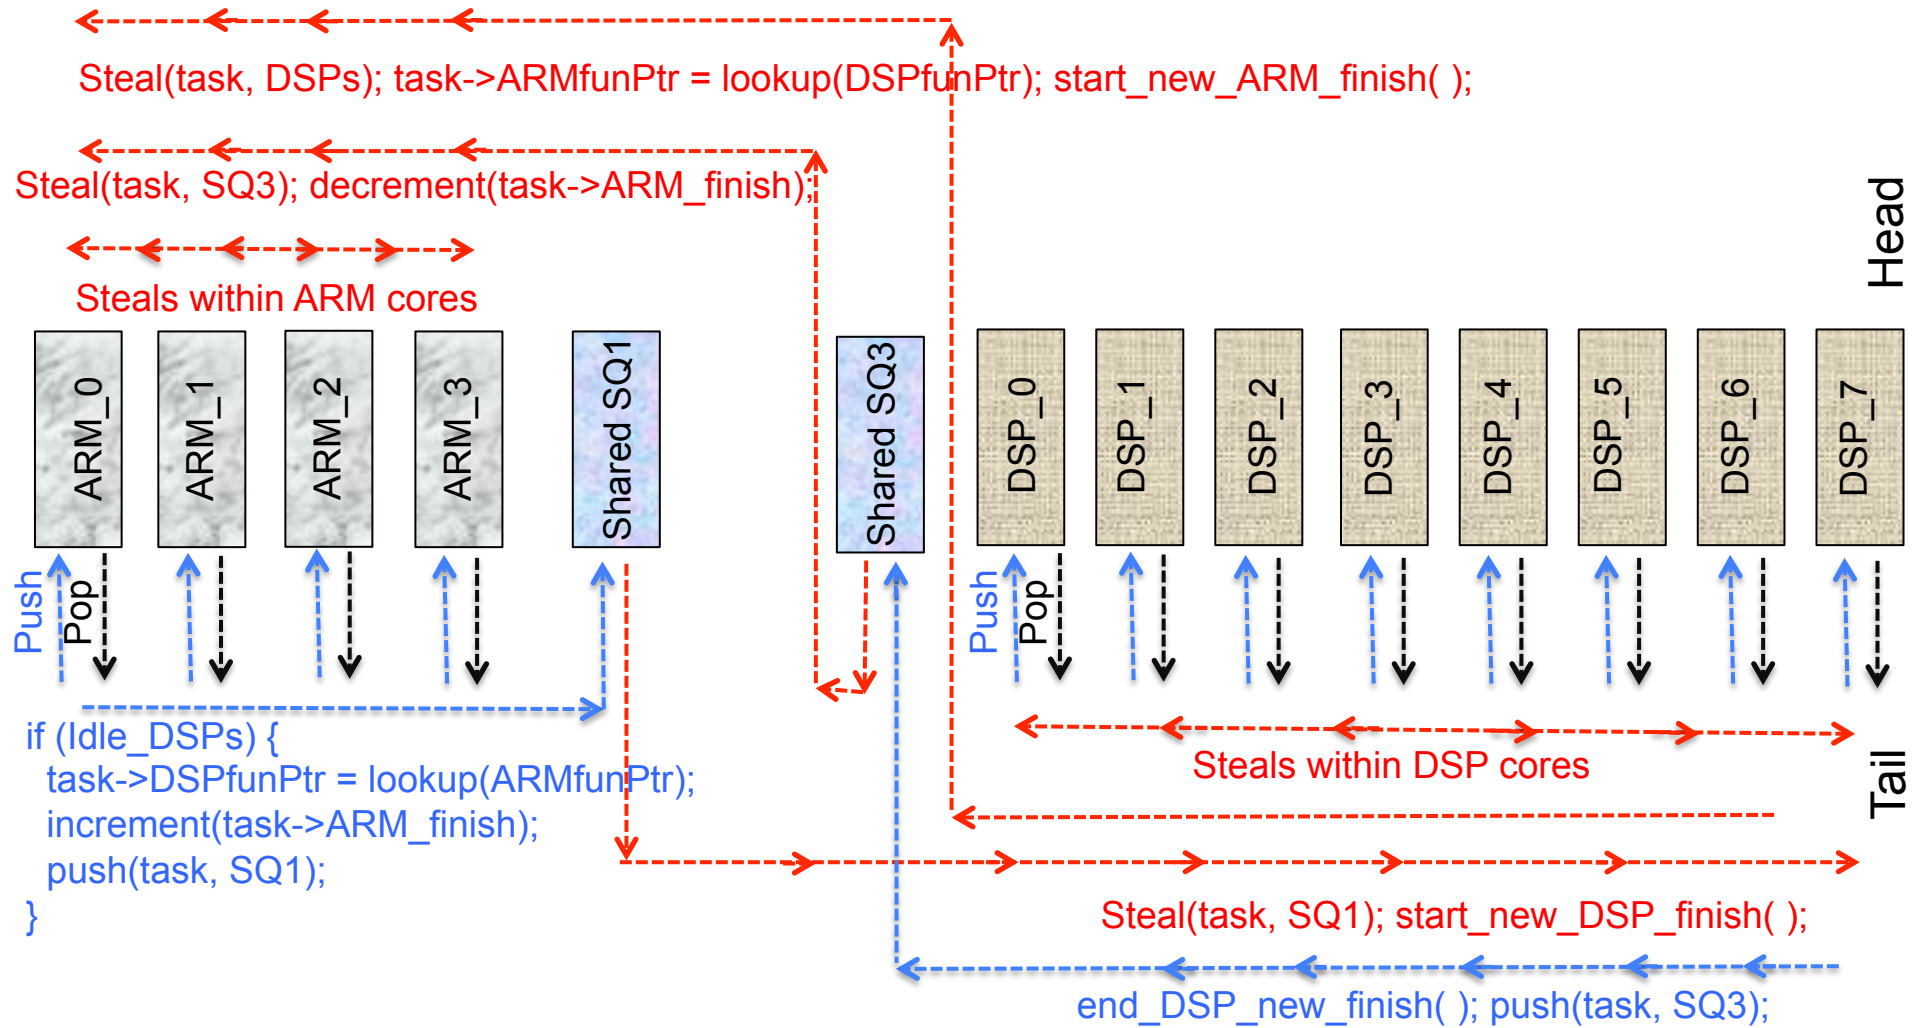 Steal(task, DSPs); task->ARMfunPtr = lookup(DSPfunPtr); start_new_ARM_finish( );
Steal(task, SQ3); decrement(task->ARM_finish);
Steals within ARM cores
Head
ARM_0
ARM_1
ARM_2
ARM_3
Shared SQ1
Shared SQ3
DSP_0
DSP_1
DSP_2
DSP_3
DSP_4
DSP_5
DSP_6
DSP_7
Push
Pop
Push
Pop
if (Idle_DSPs) {
task->DSPfunPtr = lookup(ARMfunPtr);
increment(task->ARM_finish);
push(task, SQ1);
}
Steals within DSP cores
Tail
Steal(task, SQ1); start_new_DSP_finish( );
end_DSP_new_finish( ); push(task, SQ3);